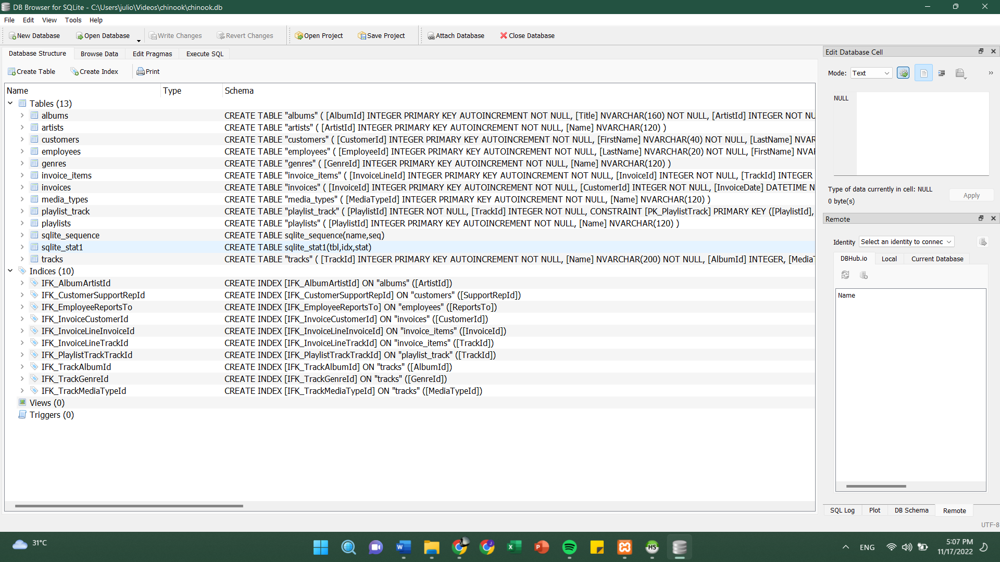 DB Browser for SQLite - C:\Users\julio\Videos\chinook\chinook.db
File Edit View Tools Help
New Database Open Database Write Changes Revert Changes Open Project Save Project Attach Database Close Database
Database Structure Browse Data Edit Pragmas Execute SQL
Create Table Create Index Print
Name Type Schema
Tables (13)
albums CREATE TABLE "albums" ( [AlbumId] INTEGER PRIMARY KEY AUTOINCREMENT NOT NULL, [Title] NVARCHAR(160) NOT NULL, [ArtistId] INTEGER NOT NU
artists CREATE TABLE "artists" ( [ArtistId] INTEGER PRIMARY KEY AUTOINCREMENT NOT NULL, [Name] NVARCHAR(120) )
customers CREATE TABLE "customers" ( [CustomerId] INTEGER PRIMARY KEY AUTOINCREMENT NOT NULL, [FirstName] NVARCHAR(40) NOT NULL, [LastName] NVAR
employees CREATE TABLE "employees" ( [EmployeeId] INTEGER PRIMARY KEY AUTOINCREMENT NOT NULL, [LastName] NVARCHAR(20) NOT NULL, [FirstName] NVA
genres CREATE TABLE "genres" ( [GenreId] INTEGER PRIMARY KEY AUTOINCREMENT NOT NULL, [Name] NVARCHAR(120) )
invoice_items CREATE TABLE "invoice_items" ( [InvoiceLineId] INTEGER PRIMARY KEY AUTOINCREMENT NOT NULL, [InvoiceId] INTEGER NOT NULL, [TrackId] INTEGER
invoices CREATE TABLE "invoices" ( [InvoiceId] INTEGER PRIMARY KEY AUTOINCREMENT NOT NULL, [CustomerId] INTEGER NOT NULL, [InvoiceDate] DATETIME N
media_types CREATE TABLE "media_types" ( [MediaTypeId] INTEGER PRIMARY KEY AUTOINCREMENT NOT NULL, [Name] NVARCHAR(120) )
playlist_track CREATE TABLE "playlist_track" ( [PlaylistId] INTEGER NOT NULL, [TrackId] INTEGER NOT NULL, CONSTRAINT [PK_PlaylistTrack] PRIMARY KEY ([PlaylistId],
playlists CREATE TABLE "playlists" ( [PlaylistId] INTEGER PRIMARY KEY AUTOINCREMENT NOT NULL, [Name] NVARCHAR(120) )
sqlite_sequence CREATE TABLE sqlite_sequence(name,seq)
sqlite_stat1 CREATE TABLE sqlite_stat1(tbl,idx,stat)
tracks CREATE TABLE "tracks" ( [TrackId] INTEGER PRIMARY KEY AUTOINCREMENT NOT NULL, [Name] NVARCHAR(200) NOT NULL, [AlbumId] INTEGER, [MediaT
Indices (10)
IFK_AlbumArtistId CREATE INDEX [IFK_AlbumArtistId] ON "albums" ([ArtistId])
IFK_CustomerSupportRepId CREATE INDEX [IFK_CustomerSupportRepId] ON "customers" ([SupportRepId])
IFK_EmployeeReportsTo CREATE INDEX [IFK_EmployeeReportsTo] ON "employees" ([ReportsTo])
IFK_InvoiceCustomerId CREATE INDEX [IFK_InvoiceCustomerId] ON "invoices" ([CustomerId])
IFK_InvoiceLineInvoiceId CREATE INDEX [IFK_InvoiceLineInvoiceId] ON "invoice_items" ([InvoiceId])
IFK_InvoiceLineTrackId CREATE INDEX [IFK_InvoiceLineTrackId] ON "invoice_items" ([TrackId])
IFK_PlaylistTrackTrackId CREATE INDEX [IFK_PlaylistTrackTrackId] ON "playlist_track" ([TrackId])
IFK_TrackAlbumId CREATE INDEX [IFK_TrackAlbumId] ON "tracks" ([AlbumId])
IFK_TrackGenreId CREATE INDEX [IFK_TrackGenreId] ON "tracks" ([GenreId])
IFK_TrackMediaTypeId CREATE INDEX [IFK_TrackMediaTypeId] ON "tracks" ([MediaTypeId])
Views (0)
Triggers (0)
Edit Database Cell
Mode: Text
NULL
Type of data currently in cell: NULL
0 byte(s)
Apply
Remote
Identity Select an identity to connec
DBHub.io Local Current Database
Name
SQL Log Plot DB Schema Remote
UTF-8
31°C
ENG
5:07 PM
11/17/2022